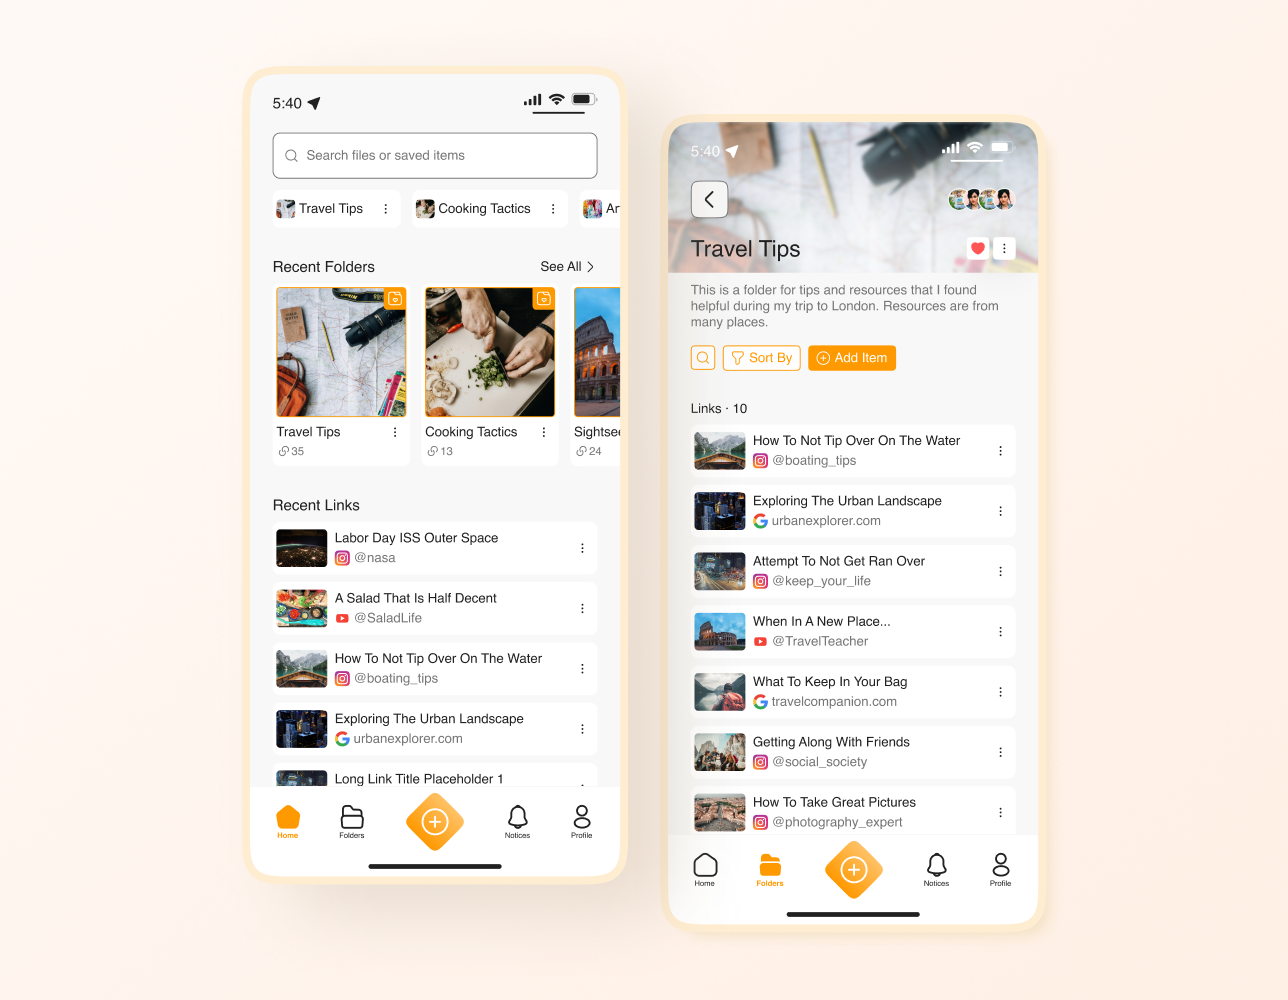 5:40
Search files or saved items
Travel Tips
Cooking Tactics
Recent Folders
See All
Travel Tips
35
Cooking Tactics
13
24
Recent Links
Labor Day ISS Outer Space
@nasa
A Salad That Is Half Decent
@SaladLife
How To Not Tip Over On The Water
@boating_tips
Exploring The Urban Landscape
urbanexplorer.com
Long Link Title Placeholder 1
Home
Folders
Notices
Profile
5:40
Travel Tips
This is a folder for tips and resources that I found
helpful during my trip to London. Resources are from
many places.
Sort By
Add Item
Links · 10
How To Not Tip Over On The Water
@boating_tips
Exploring The Urban Landscape
urbanexplorer.com
Attempt To Not Get Ran Over
@keep_your_life
When In A New Place...
@TravelTeacher
What To Keep In Your Bag
travelcompanion.com
Getting Along With Friends
@social_society
How To Take Great Pictures
@photography_expert
Home
Folders
Notices
Profile